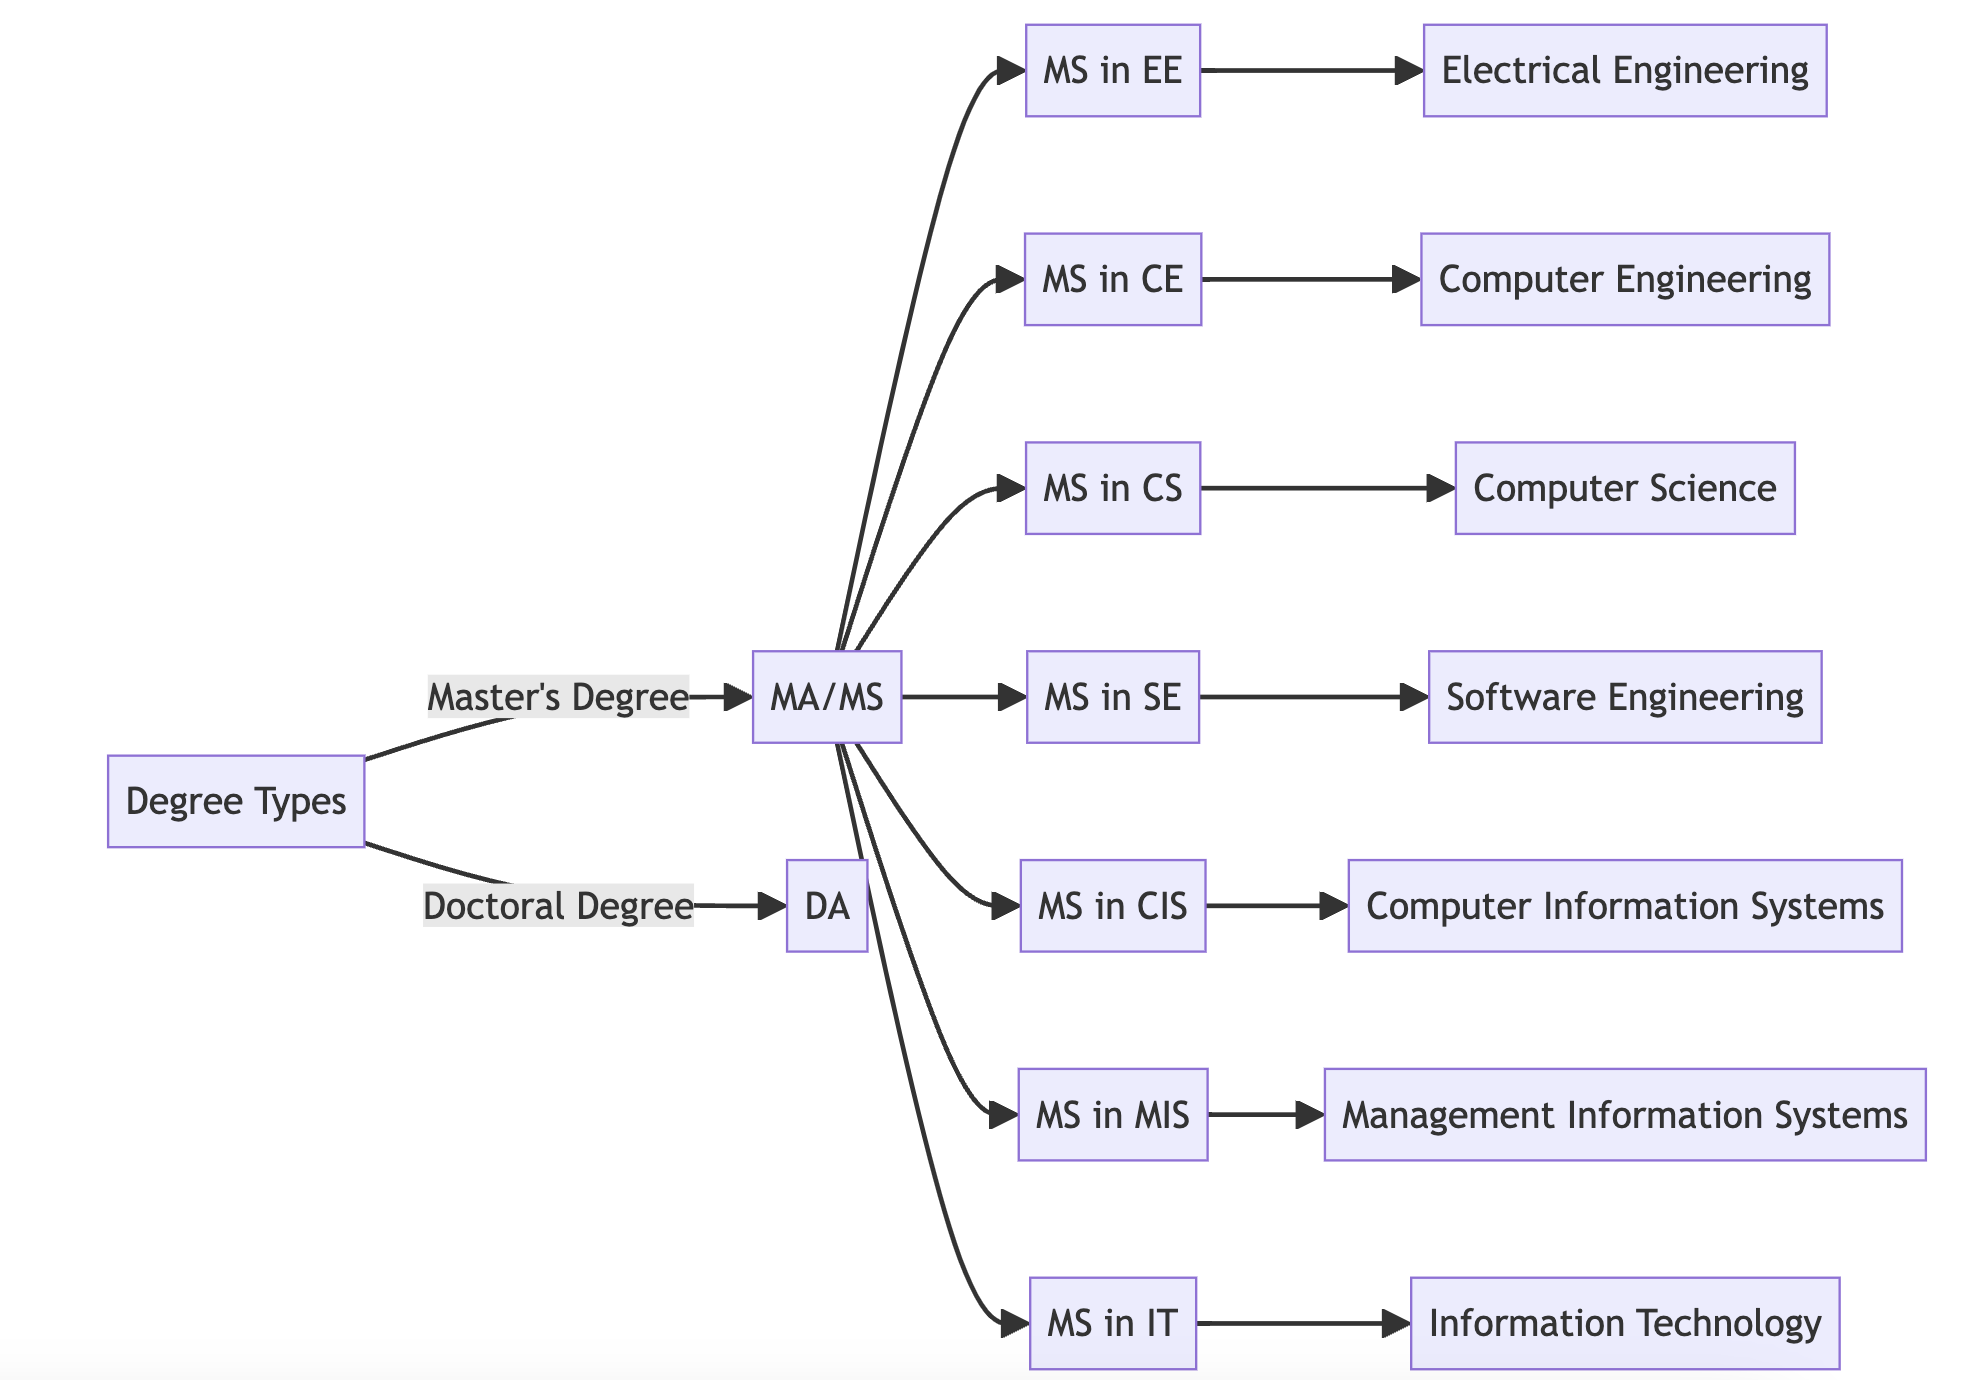 MS in EE
Electrical Engineering
MS in CE
Computer Engineering
MS in CS
Computer Science
Master's Degree
MA/MS
MS in SE
Software Engineering
Degree Types
Doctoral Degree
DA
MS in CIS
Computer Information Systems
MS in MIS
Management Information Systems
MS in IT
Information Technology